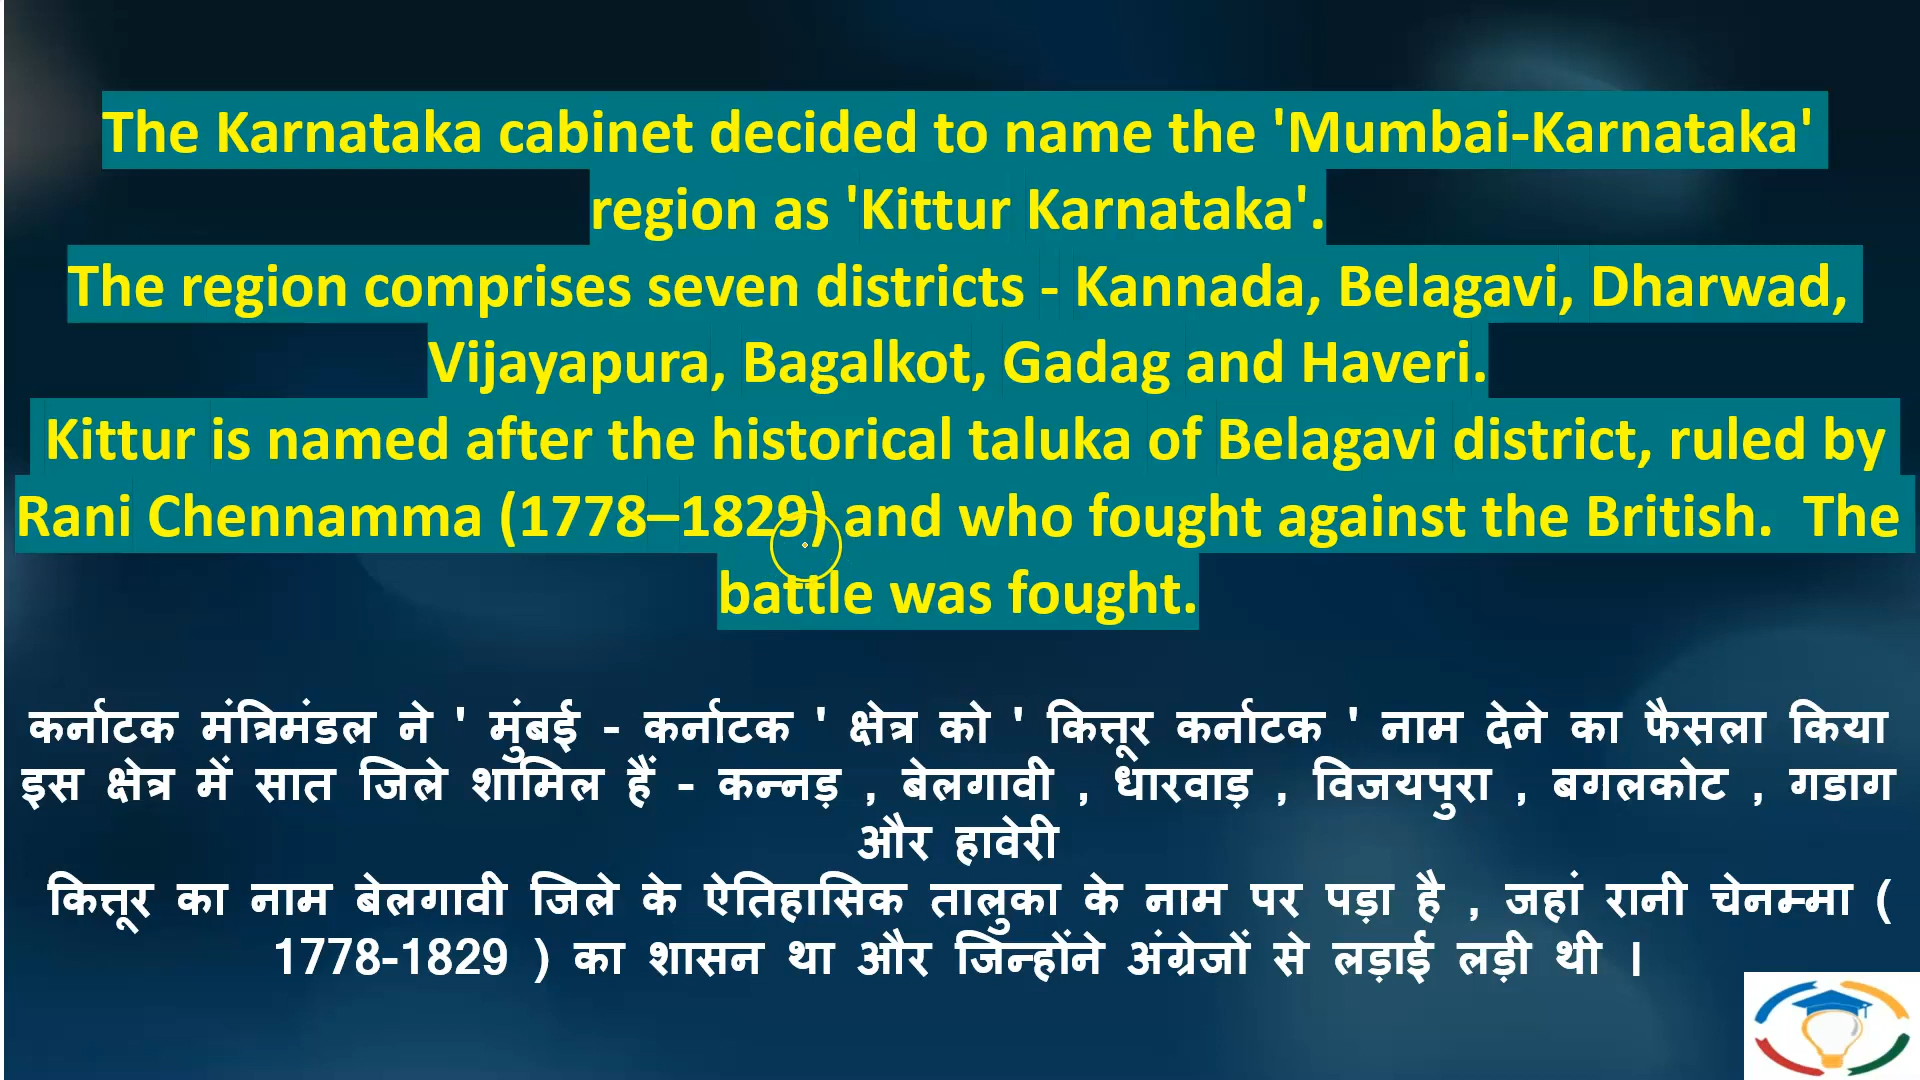 The Karnataka cabinet decided to name the 'Mumbai-Karnataka'
region as 'Kittur Karnataka'.
The region comprises seven districts - Kannada, Belagavi, Dharwad,
Vijayapura, Bagalkot, Gadag and Haveri.
Kittur is named after the historical taluka of Belagavi district, ruled by
Rani Chennamma (1778–1829) and who fought against the British.  The
battle was fought.
कर्नाटक मंत्रिमंडल ने ' मुंबई - कर्नाटक ' क्षेत्र को ' कित्तूर कर्नाटक ' नाम देने का फैसला किया
इस क्षेत्र में सात जिले शामिल हैं - कन्नड़ , बेलगावी , धारवाड़ , विजयपुरा , बगलकोट , गडाग
और हावेरी
कित्तूर का नाम बेलगावी जिले के ऐतिहासिक तालुका के नाम पर पड़ा है , जहां रानी चेनम्मा (
1778-1829 ) का शासन था और जिन्होंने अंग्रेजों से लड़ाई लड़ी थी ।